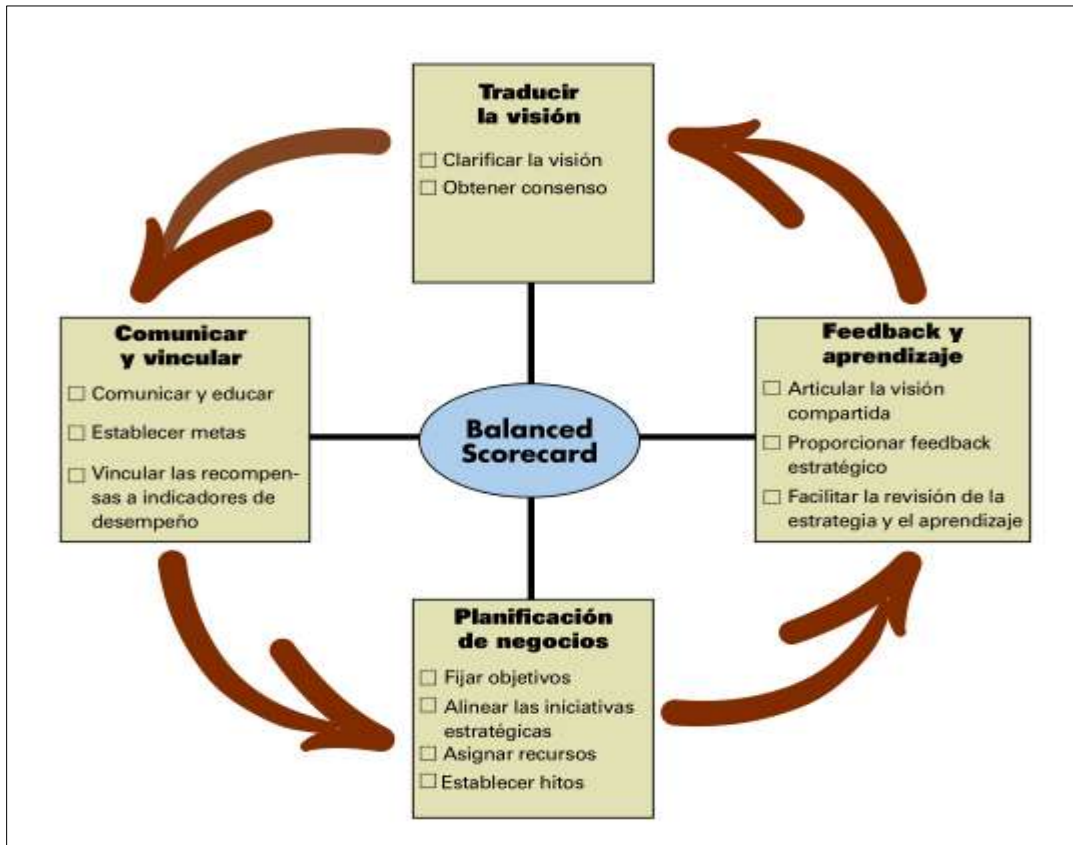 Traducir
la visión
☐ Clarificar la visión
☐ Obtener consenso
Comunicar
y vincular
☐ Comunicar y educar
☐ Establecer metas
☐ Vincular las recompen-
sas a indicadores de
desempeño
Balanced
Scorecard
Feedback y
aprendizaje
☐ Articular la visión
compartida
☐ Proporcionar feedback
estratégico
☐ Facilitar la revisión de la
estrategia y el aprendizaje
Planificación
de negocios
☐ Fijar objetivos
☐ Alinear las iniciativas
estratégicas
☐ Asignar recursos
☐ Establecer hitos